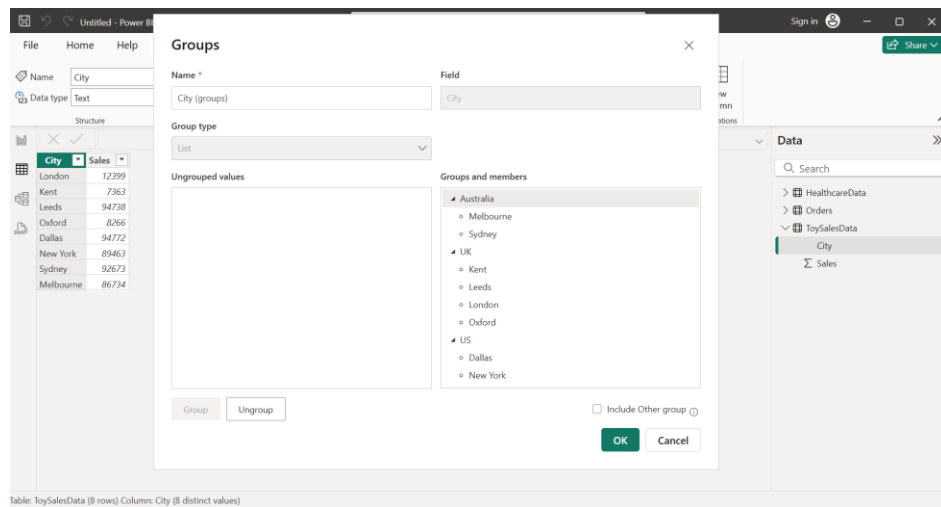 Untitled - Power BI
Sign in
File Home Help
Share
Name City
Data type Text
Structure
Groups
Name *
Field
City (groups)
City
Group type
List
Ungrouped values
Groups and members
Australia
Melbourne
Sydney
UK
Kent
Leeds
London
Oxford
US
Dallas
New York
Group
Ungroup
Include Other group
OK
Cancel
City Sales
London 12399
Kent 7363
Leeds 94738
Oxford 8266
Dallas 94772
New York 89463
Sydney 92673
Melbourne 86734
Data
Search
HealthcareData
Orders
ToySalesData
City
Sales
Table: ToySalesData (8 rows) Column: City (8 distinct values)